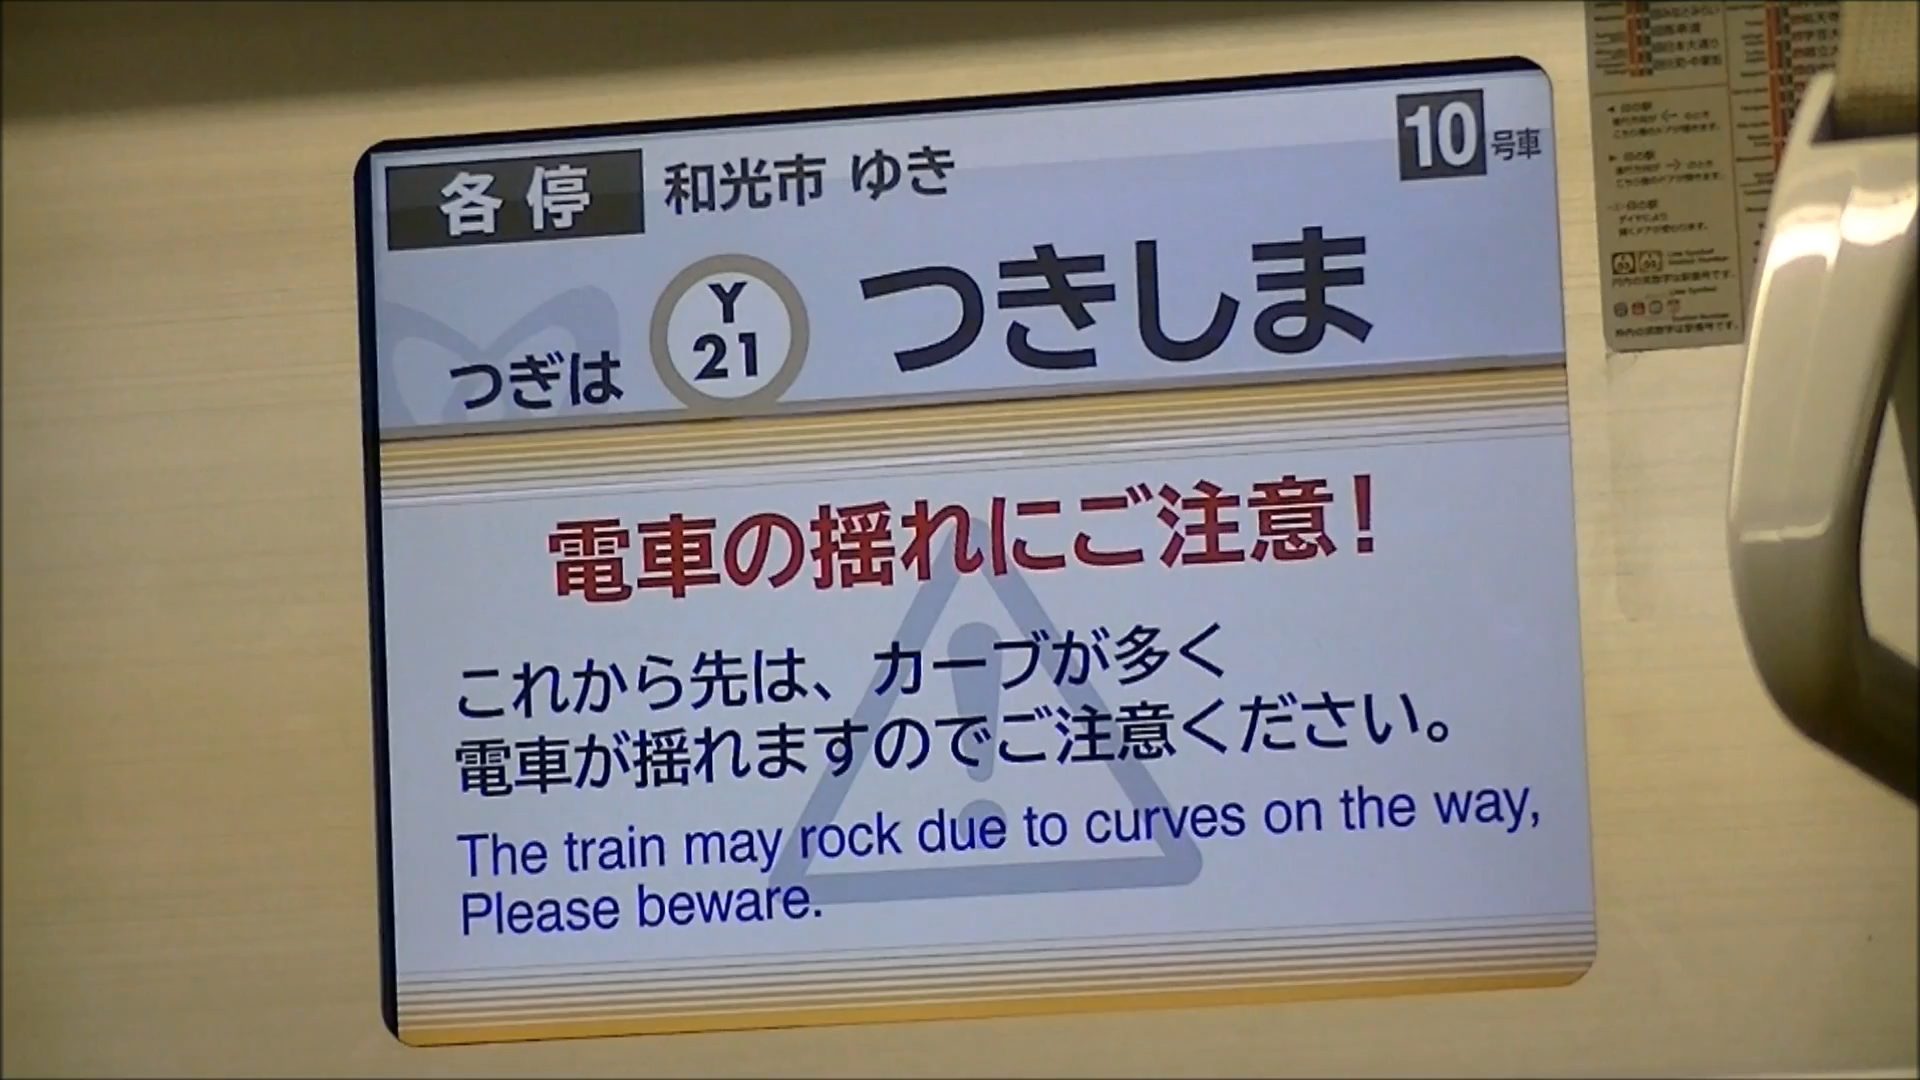 各停 和光市 ゆき
10号車
つぎは Y 21 つきしま
電車の揺れにご注意！
これから先は、カーブが多く
電車が揺れますのでご注意ください。
The train may rock due to curves on the way,
Please beware.